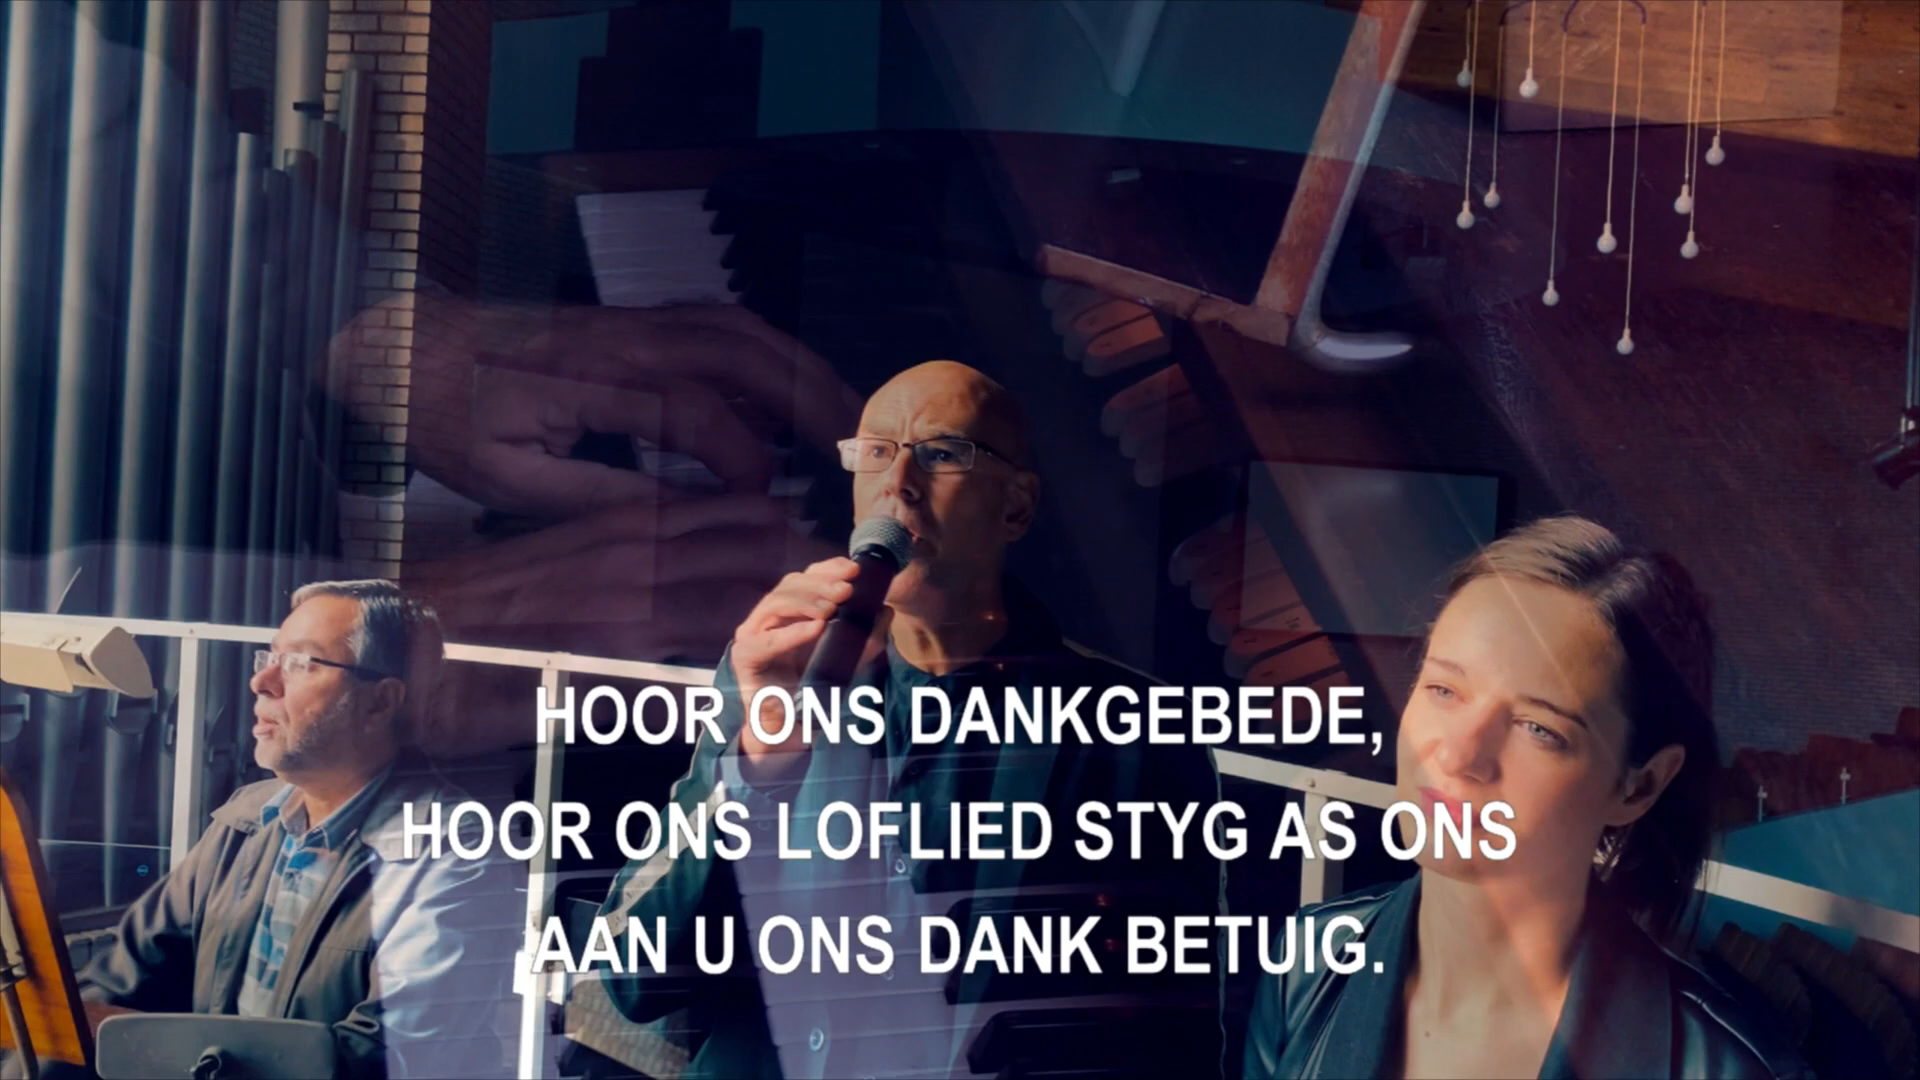 HOOR ONS DANKGEBEDE,
HOOR ONS LOFLIED STYG AS ONS
AAN U ONS DANK BETUIG.